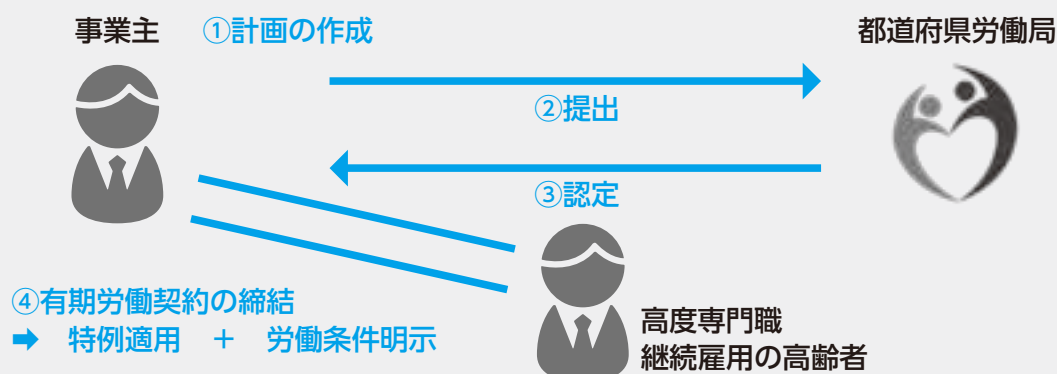 事業主 ①計画の作成
都道府県労働局
②提出
③認定
④有期労働契約の締結
➡ 特例適用 + 労働条件明示
高度専門職
継続雇用の高齢者